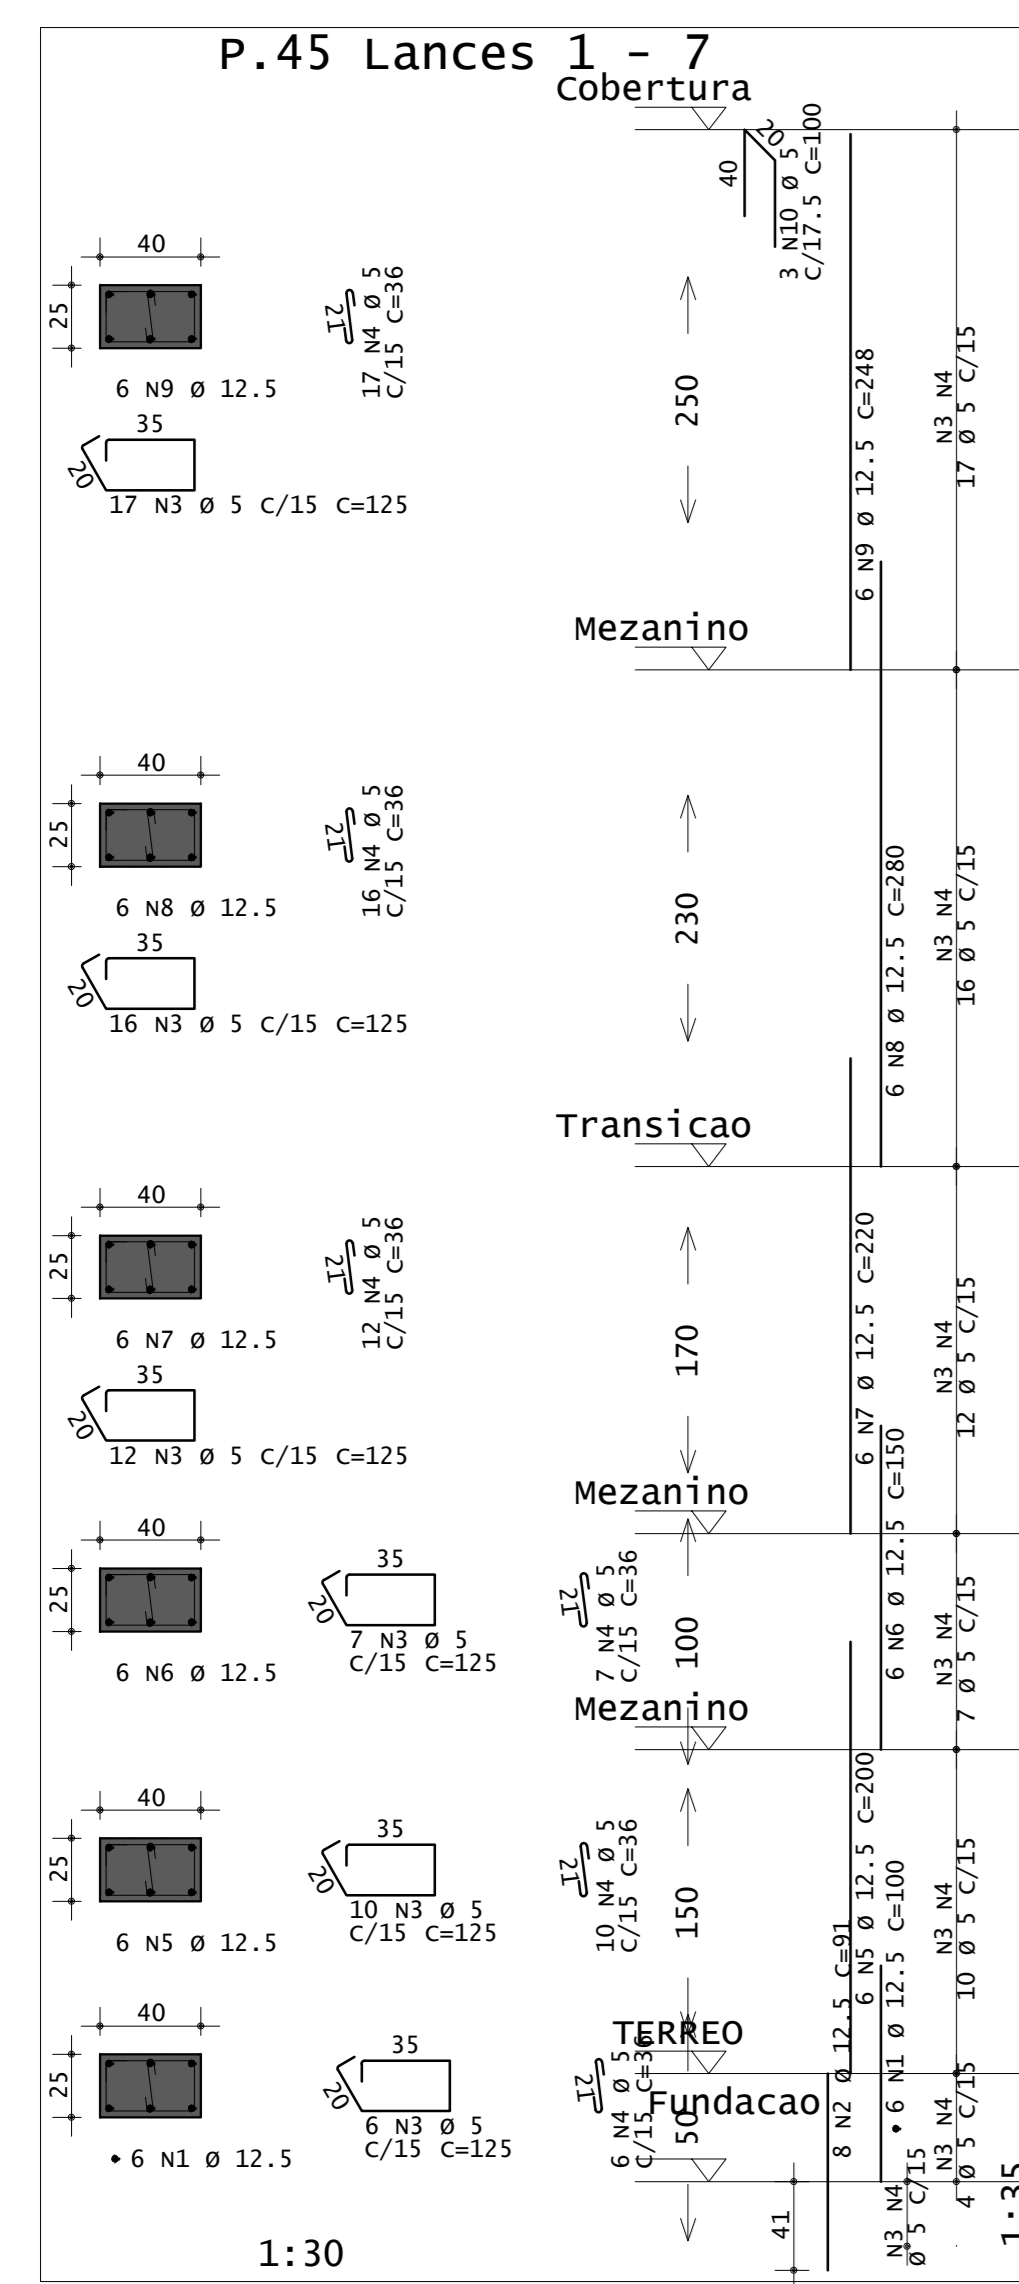 P.45 Lances 1 - 7
Cobertura
20
40
3 N10 Ø 5
C/17.5 C=100
40
25
6 N9 Ø 12.5
21
17 N4 Ø 5
C/15 C=36
35
20
17 N3 Ø 5 C/15 C=125
250
6 N9 Ø 12.5 C=248
N3 N4
17 Ø 5 C/15
Mezanino
40
25
6 N8 Ø 12.5
21
16 N4 Ø 5
C/15 C=36
35
20
16 N3 Ø 5 C/15 C=125
230
6 N8 Ø 12.5 C=280
N3 N4
16 Ø 5 C/15
Transicao
40
25
6 N7 Ø 12.5
21
12 N4 Ø 5
C/15 C=36
35
20
12 N3 Ø 5 C/15 C=125
170
6 N7 Ø 12.5 C=220
N3 N4
12 Ø 5 C/15
Mezanino
40
25
6 N6 Ø 12.5
35
20
7 N3 Ø 5
C/15 C=125
21
7 N4 Ø 5
C/15 C=36
100
6 N6 Ø 12.5 C=150
N3 N4
7 Ø 5 C/15
Mezanino
40
25
6 N5 Ø 12.5
35
20
10 N3 Ø 5
C/15 C=125
21
10 N4 Ø 5
C/15 C=36
150
6 N5 Ø 12.5 C=200
N3 N4
10 Ø 5 C/15
TERREO
40
25
6 N1 Ø 12.5
35
20
6 N3 Ø 5
C/15 C=125
21
6 N4 Ø 5
C/15 C=36
50
Fundacao
8 N2 Ø 12.5 C=91
6 N1 Ø 12.5 C=100
N3 N4
4 Ø 5 C/15
N3 N4
Ø 5 C/15
41
1:30
1:35